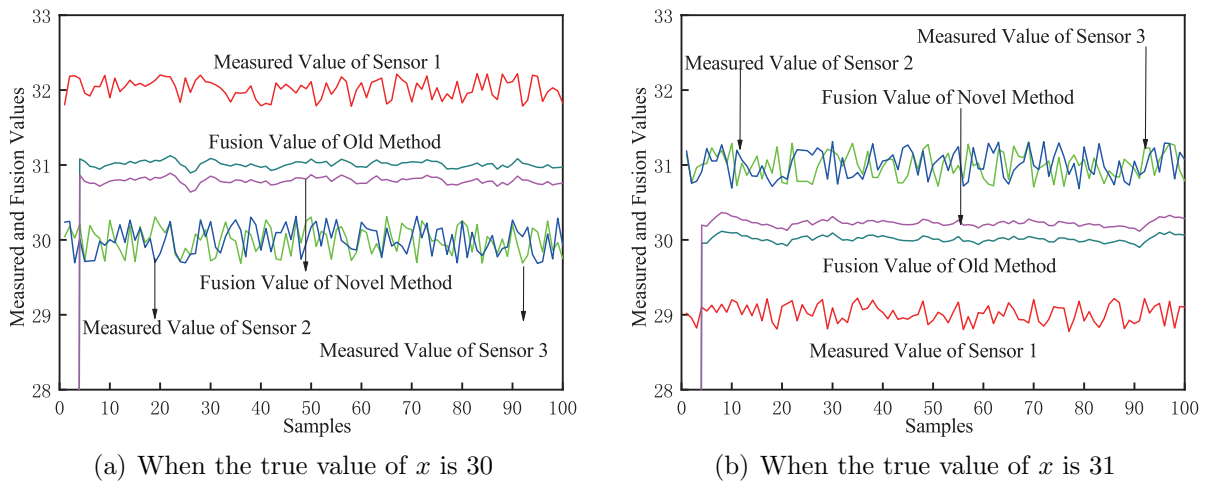 33
32
31
30
29
28
Measured and Fusion Values
Measured Value of Sensor 1
Fusion Value of Old Method
Fusion Value of Novel Method
Measured Value of Sensor 2
Measured Value of Sensor 3
0 10 20 30 40 50 60 70 80 90 100
Samples
(a) When the true value of x is 30
33
32
31
30
29
28
Measured and Fusion Values
Measured Value of Sensor 3
Measured Value of Sensor 2
Fusion Value of Novel Method
Fusion Value of Old Method
Measured Value of Sensor 1
0 10 20 30 40 50 60 70 80 90 100
Samples
(b) When the true value of x is 31